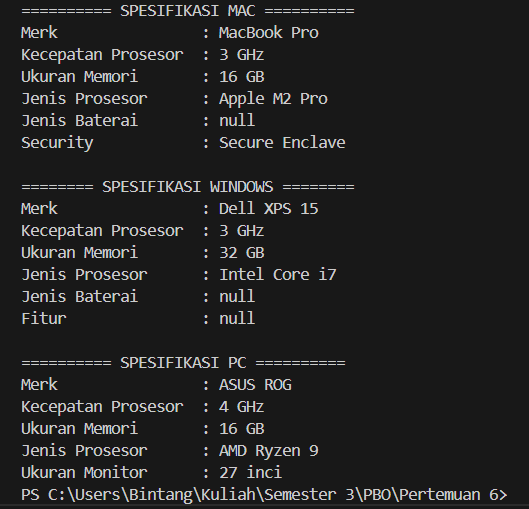 ========== SPESIFIKASI MAC ==========
Merk : MacBook Pro
Kecepatan Prosesor : 3 GHz
Ukuran Memori : 16 GB
Jenis Prosesor : Apple M2 Pro
Jenis Baterai : null
Security : Secure Enclave
======== SPESIFIKASI WINDOWS ========
Merk : Dell XPS 15
Kecepatan Prosesor : 3 GHz
Ukuran Memori : 32 GB
Jenis Prosesor : Intel Core i7
Jenis Baterai : null
Fitur : null
========== SPESIFIKASI PC ==========
Merk : ASUS ROG
Kecepatan Prosesor : 4 GHz
Ukuran Memori : 16 GB
Jenis Prosesor : AMD Ryzen 9
Ukuran Monitor : 27 inci
PS C:\Users\Bintang\Kuliah\Semester 3\PBO\Pertemuan 6>